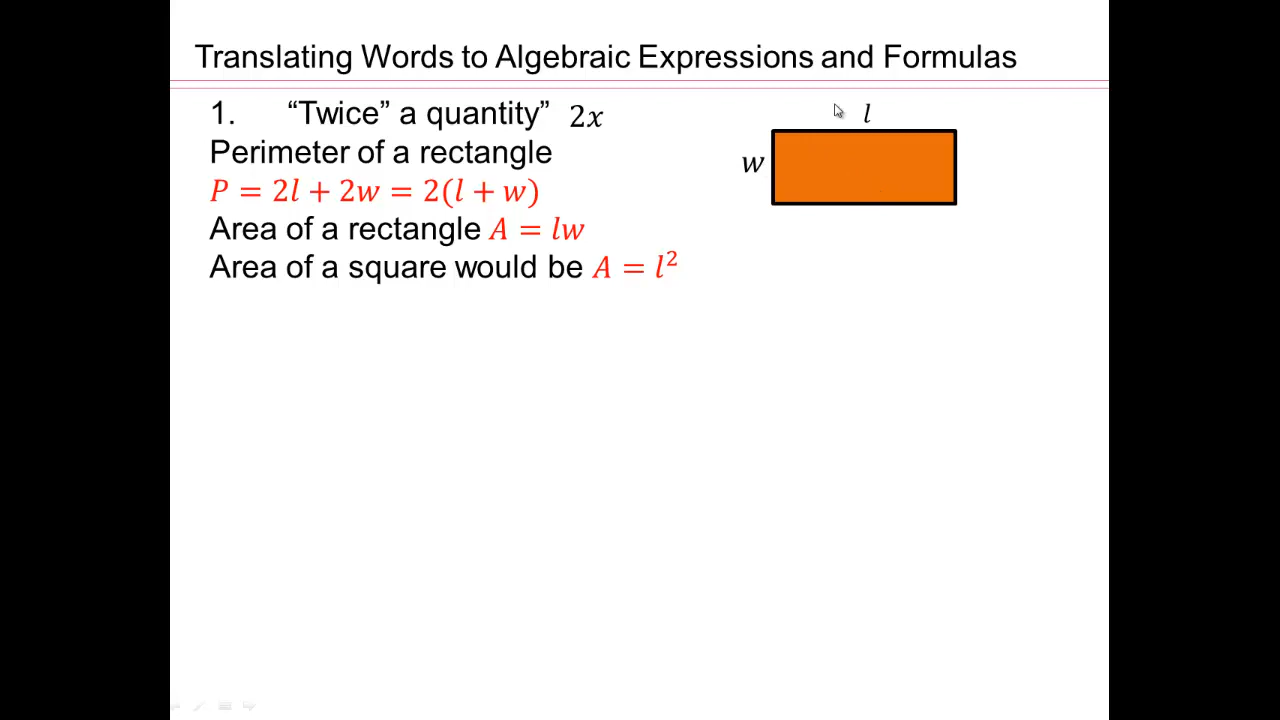 Translating Words to Algebraic Expressions and Formulas
1. “Twice” a quantity” 2x
Perimeter of a rectangle
P = 2l + 2w = 2(l + w)
Area of a rectangle A = lw
Area of a square would be A = l²
l
w